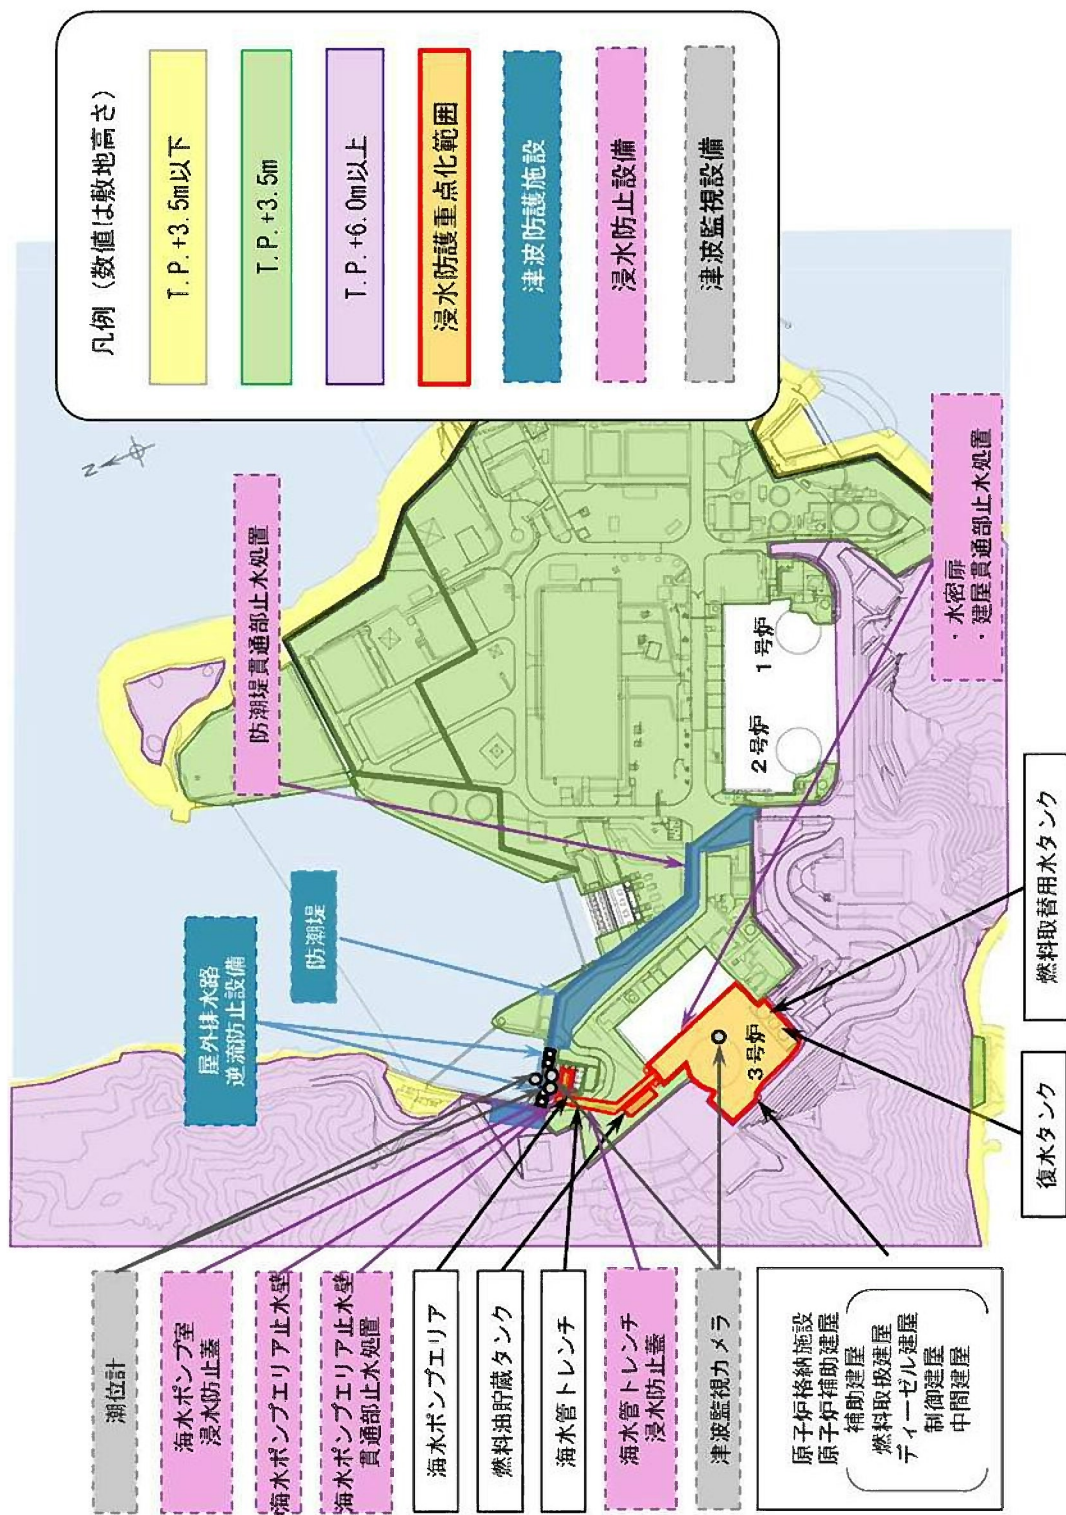 凡例（数値は敷地高さ）
T.P.+3.5m以下
T.P.+3.5m
T.P.+6.0m以上
浸水防護重点化範囲
津波防護施設
浸水防止設備
津波監視設備
N
防潮堤貫通部止水処置
屋外排水路
逆流防止設備
防潮堤
・水密扉
・建屋貫通部止水処置
1号炉
2号炉
3号炉
潮位計
海水ポンプ室
浸水防止蓋
海水ポンプエリア止水壁
海水ポンプエリア止水壁
貫通部止水処置
海水ポンプエリア
燃料油貯蔵タンク
海水管トレンチ
海水管トレンチ
浸水防止蓋
津波監視カメラ
原子炉格納施設
原子炉補助建屋
補助建屋
燃料取扱建屋
ディーゼル建屋
制御建屋
中間建屋
復水タンク
燃料取替用水タンク